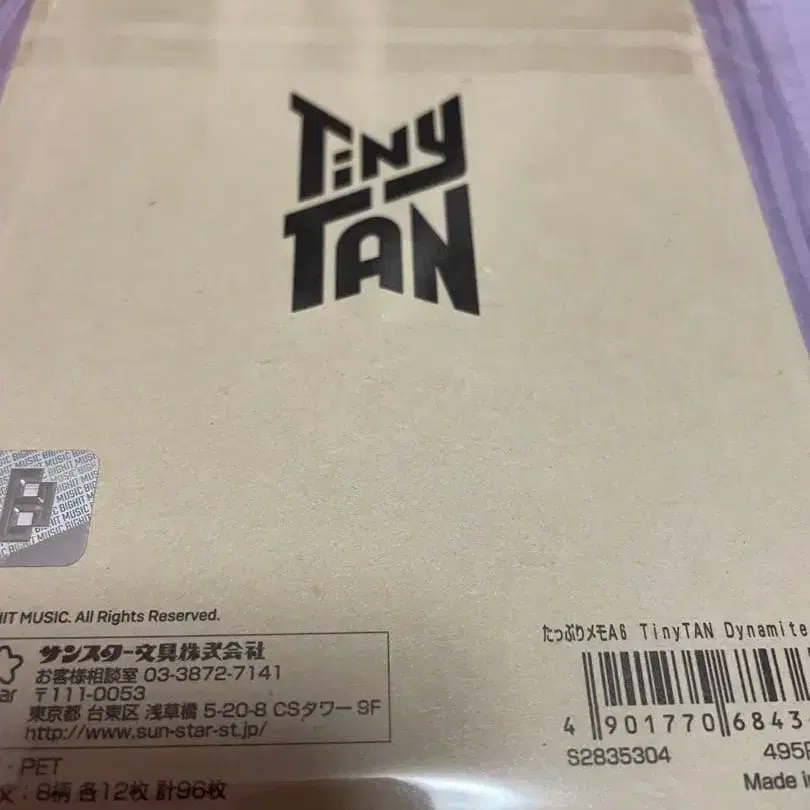 TiNY
TAN
MUSIC BIGHIT
HIT MUSIC. All Rights Reserved.
サンスター文具株式会社
お客様相談室 03-3872-7141
〒111-0053
東京都 台東区 浅草橋 5-20-8 CSタワー 9F
http://www.sun-star-st.jp/
PET
8柄 各12枚 計96枚
たっぷりメモA6 TinyTAN Dynamite
4 901770 6843
S2835304
495
Made in